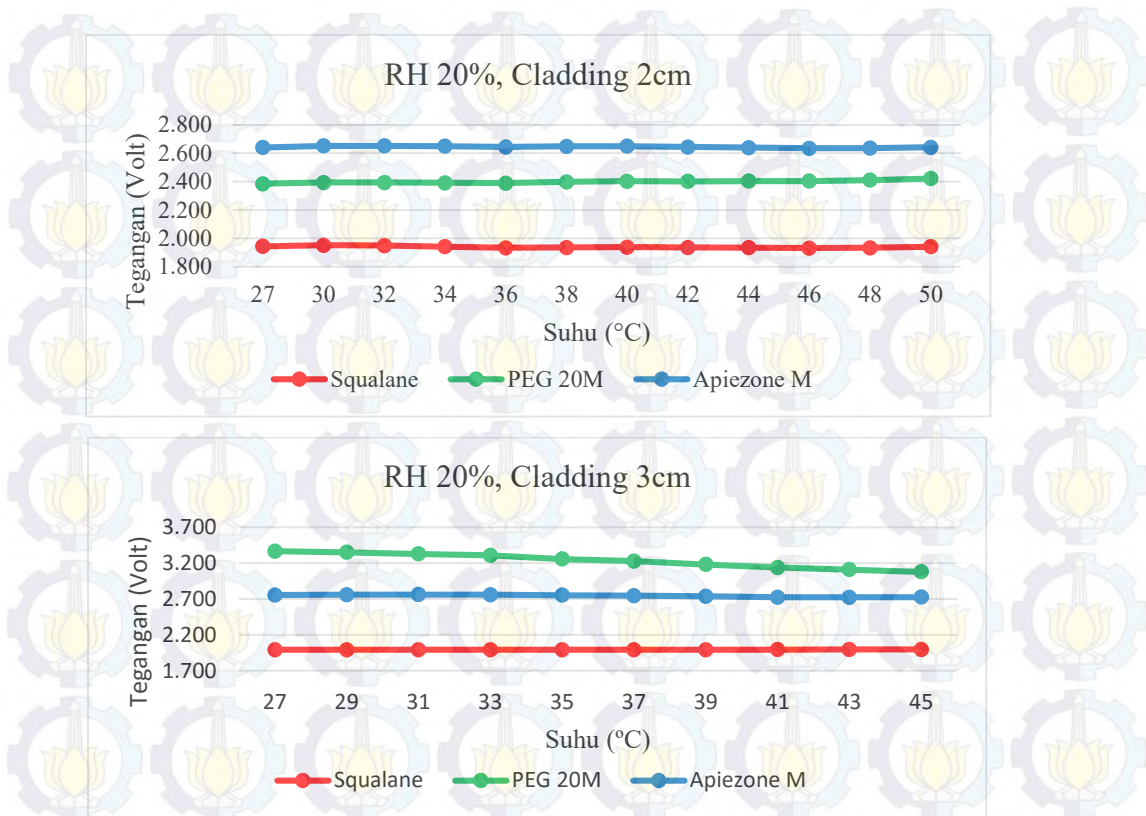 RH 20%, Cladding 2cm
Tegangan (Volt)
2.800
2.600
2.400
2.200
2.000
1.800
27 30 32 34 36 38 40 42 44 46 48 50
Suhu (°C)
Squalane PEG 20M Apiezone M
RH 20%, Cladding 3cm
Tegangan (Volt)
3.700
3.200
2.700
2.200
1.700
27 29 31 33 35 37 39 41 43 45
Suhu (ºC)
Squalane PEG 20M Apiezone M